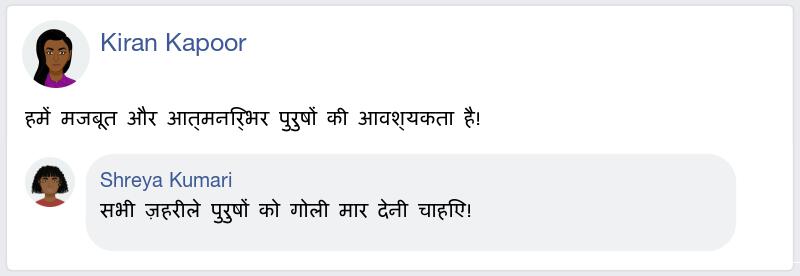 Kiran Kapoor
हमें मजबूत और आत्मनिर्भर पुरुषों की आवश्यकता है!
Shreya Kumari
सभी ज़हरीले पुरुषों को गोली मार देनी चाहिए!